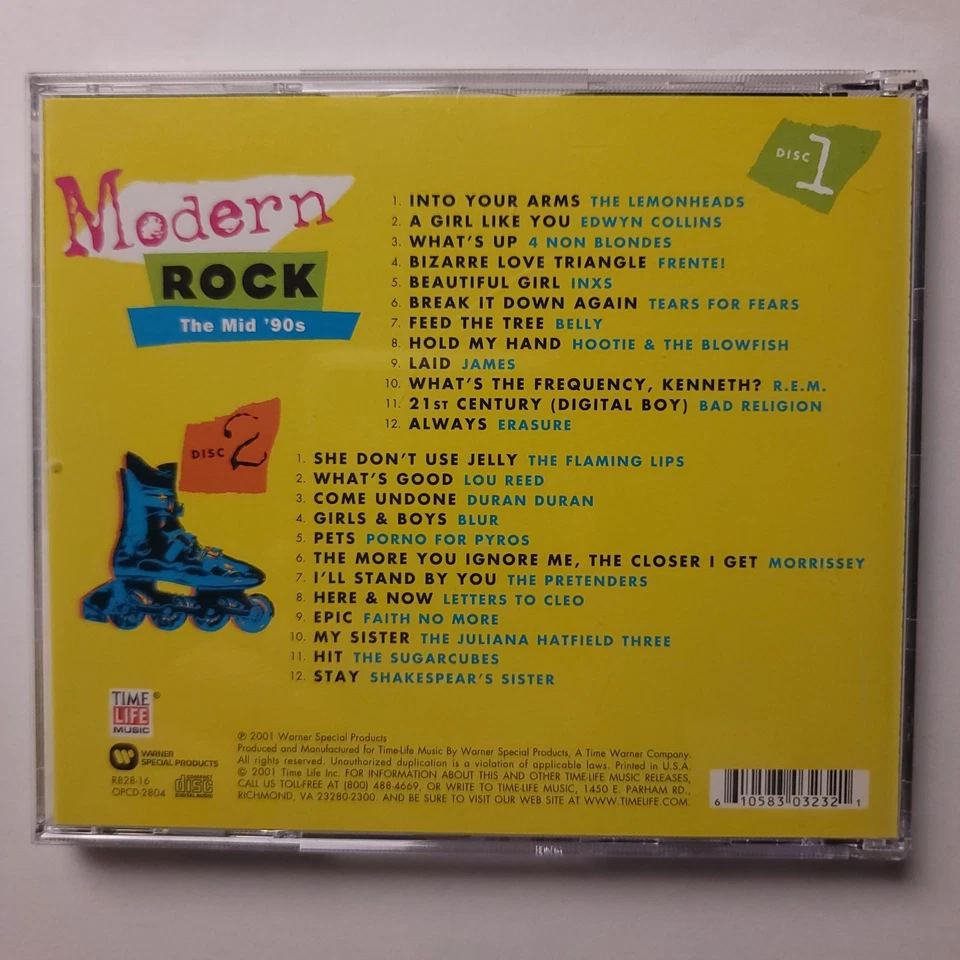 Modern
ROCK
The Mid '90s
DISC 1
1. INTO YOUR ARMS THE LEMONHEADS
2. A GIRL LIKE YOU EDWYN COLLINS
3. WHAT'S UP 4 NON BLONDES
4. BIZARRE LOVE TRIANGLE FRENTE!
5. BEAUTIFUL GIRL INXS
6. BREAK IT DOWN AGAIN TEARS FOR FEARS
7. FEED THE TREE BELLY
8. HOLD MY HAND HOOTIE & THE BLOWFISH
9. LAID JAMES
10. WHAT'S THE FREQUENCY, KENNETH? R.E.M.
11. 21ST CENTURY (DIGITAL BOY) BAD RELIGION
12. ALWAYS ERASURE
DISC 2
1. SHE DON'T USE JELLY THE FLAMING LIPS
2. WHAT'S GOOD LOU REED
3. COME UNDONE DURAN DURAN
4. GIRLS & BOYS BLUR
5. PETS PORNO FOR PYROS
6. THE MORE YOU IGNORE ME, THE CLOSER I GET MORRISSEY
7. I'LL STAND BY YOU THE PRETENDERS
8. HERE & NOW LETTERS TO CLEO
9. EPIC FAITH NO MORE
10. MY SISTER THE JULIANA HATFIELD THREE
11. HIT THE SUGARCUBES
12. STAY SHAKESPEAR'S SISTER
TIME ®
LIFE
MUSIC
WARNER
SPECIAL PRODUCTS
R828-16
OPCD-2804
COMPACT
disc
DIGITAL AUDIO
℗ 2001 Warner Special Products
Produced and Manufactured for Time-Life Music By Warner Special Products, A Time Warner Company.
All rights reserved. Unauthorized duplication is a violation of applicable laws. Printed in U.S.A.
© 2001 Time Life Inc. FOR INFORMATION ABOUT THIS AND OTHER TIME-LIFE MUSIC RELEASES,
CALL US TOLL-FREE AT (800) 488-4669, OR WRITE TO TIME-LIFE MUSIC, 1450 E. PARHAM RD.,
RICHMOND, VA 23280-2300. AND BE SURE TO VISIT OUR WEB SITE AT WWW.TIMELIFE.COM.
6 10583 03232 1